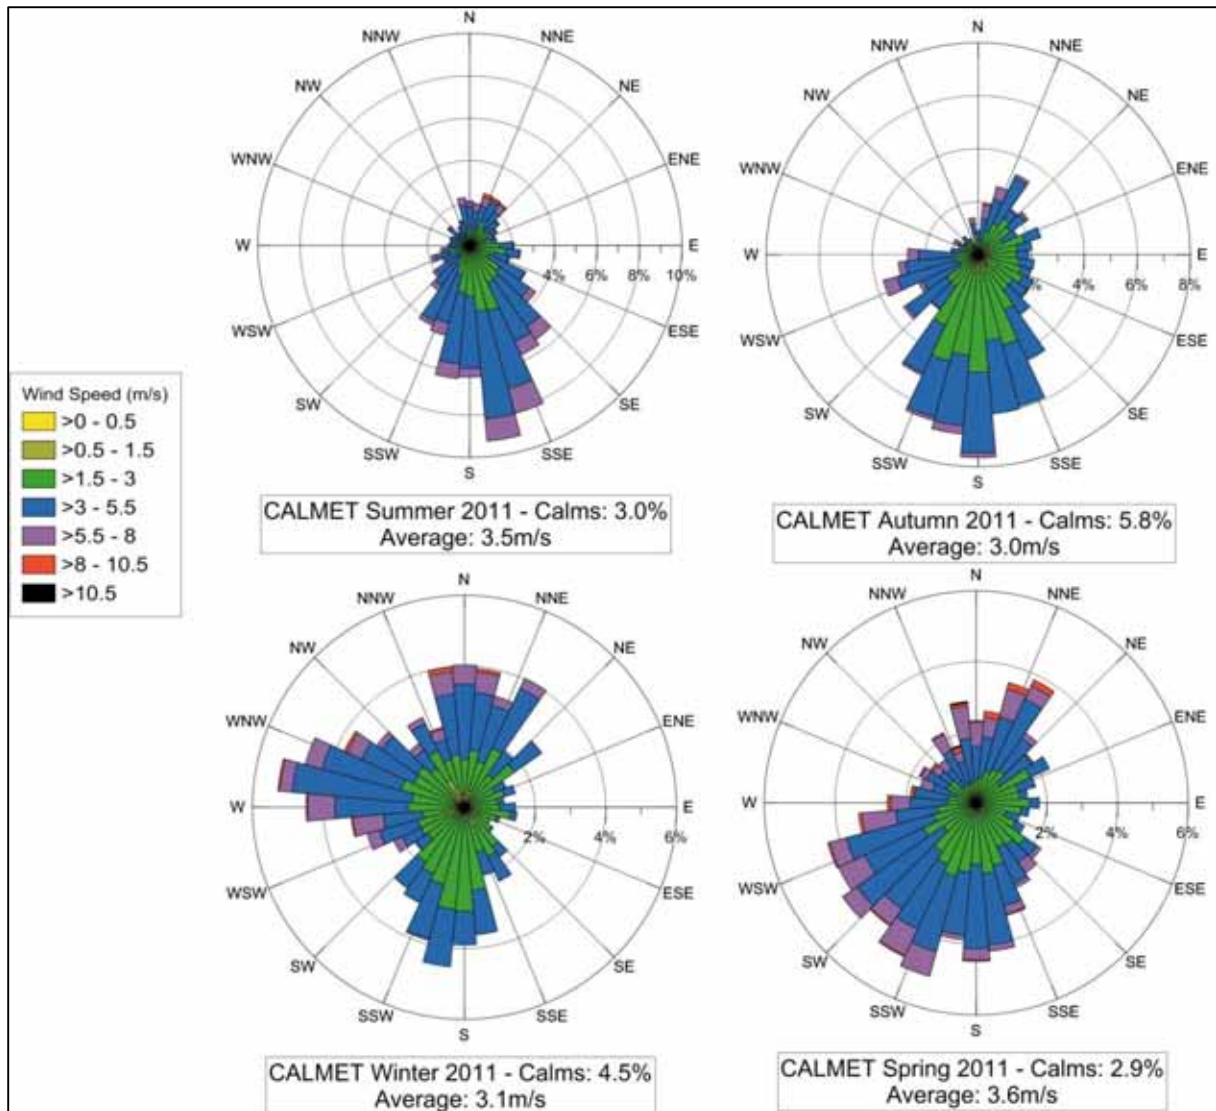 N
NNW
NNE
NW
NE
WNW
ENE
W
E
4%
6%
8%
10%
WSW
ESE
SW
SE
SSW
SSE
S
CALMET Summer 2011 - Calms: 3.0%
Average: 3.5m/s
N
NNW
NNE
NW
NE
WNW
ENE
W
E
2%
4%
6%
8%
WSW
ESE
SW
SE
SSW
SSE
S
CALMET Autumn 2011 - Calms: 5.8%
Average: 3.0m/s
Wind Speed (m/s)
>0 - 0.5
>0.5 - 1.5
>1.5 - 3
>3 - 5.5
>5.5 - 8
>8 - 10.5
>10.5
N
NNW
NNE
NW
NE
WNW
ENE
W
E
2%
4%
6%
WSW
ESE
SW
SE
SSW
SSE
S
CALMET Winter 2011 - Calms: 4.5%
Average: 3.1m/s
N
NNW
NNE
NW
NE
WNW
ENE
W
E
2%
4%
6%
WSW
ESE
SW
SE
SSW
SSE
S
CALMET Spring 2011 - Calms: 2.9%
Average: 3.6m/s